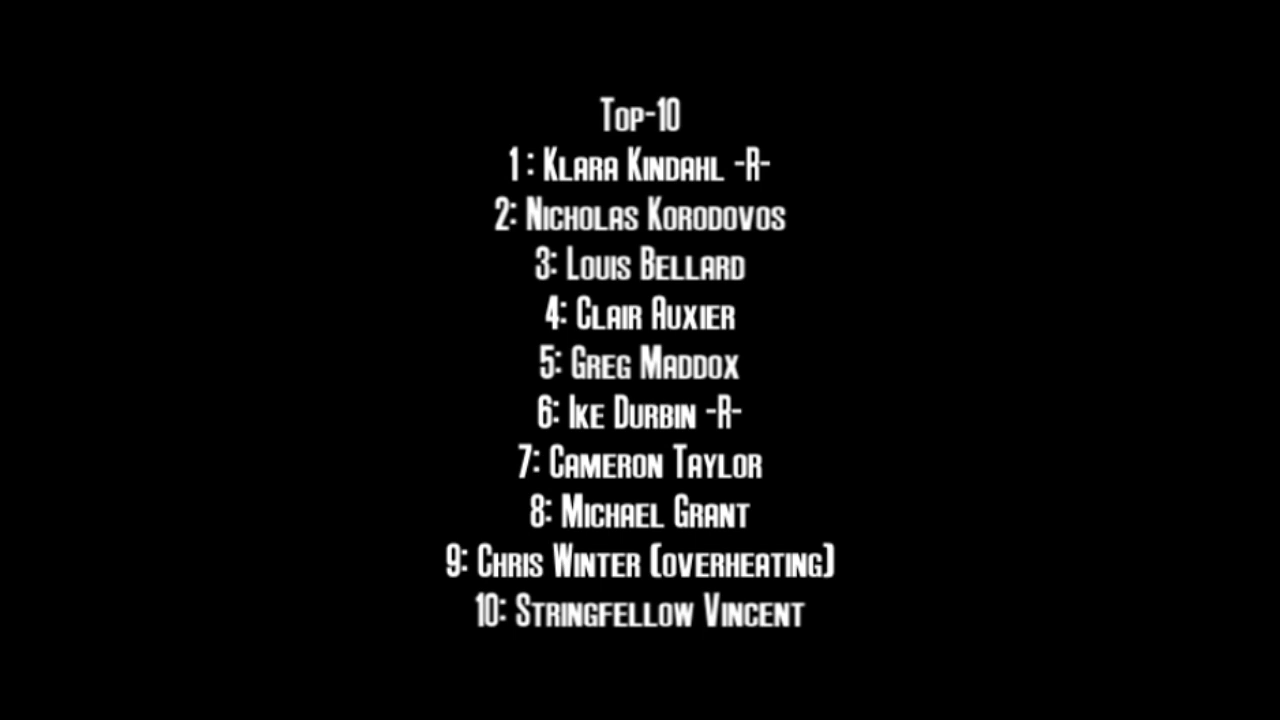 Top-10
1 : Klara Kindahl -R-
2: Nicholas Korodovos
3: Louis Bellard
4: Clair Auxier
5: Greg Maddox
6: Ike Durbin -R-
7: Cameron Taylor
8: Michael Grant
9: Chris Winter (overheating)
10: Stringfellow Vincent